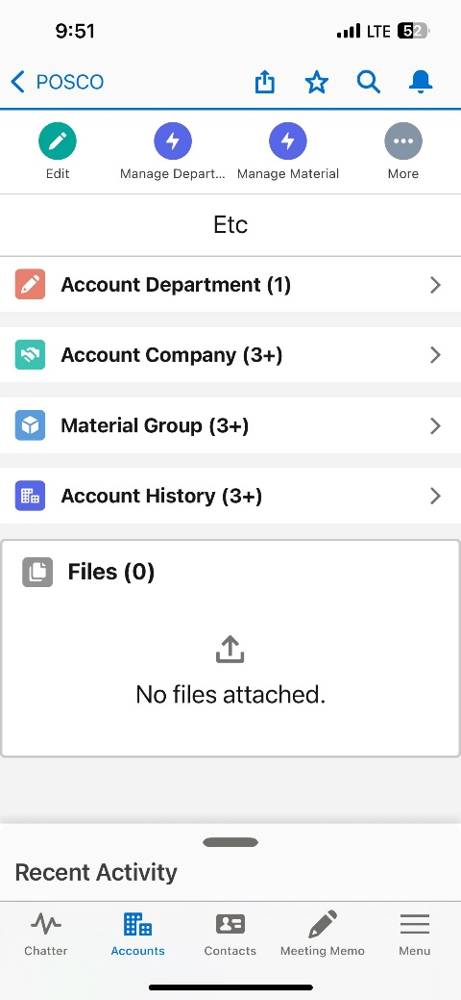 9:51
LTE 52
POSCO
Edit
Manage Depart...
Manage Material
More
Etc
Account Department (1)
Account Company (3+)
Material Group (3+)
Account History (3+)
Files (0)
No files attached.
Recent Activity
Chatter
Accounts
Contacts
Meeting Memo
Menu